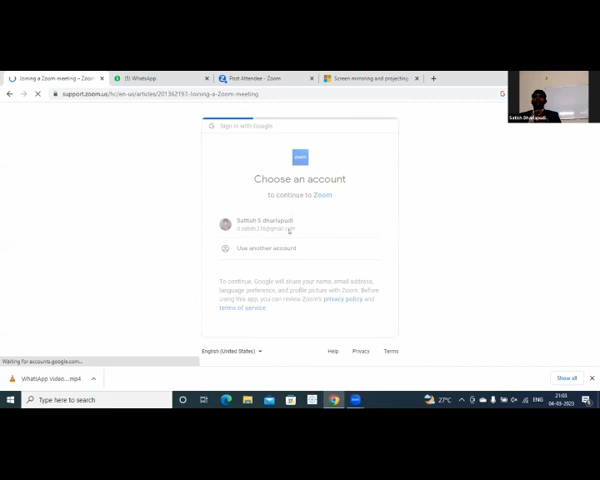 Joining a Zoom meeting – Zoo
(5) WhatsApp
Post Attendee - Zoom
Screen mirroring and projecting
support.zoom.us/hc/en-us/articles/201362193-Joining-a-Zoom-meeting
Satish Dharlapudi
Sign in with Google
zoom
Choose an account
to continue to Zoom
Use another account
To continue, Google will share your name, email address,
language preference, and profile picture with Zoom. Before
using this app, you can review Zoom's privacy policy and
terms of service.
English (United States)
Help
Privacy
Terms
Waiting for accounts.google.com...
WhatsApp Video....mp4
Show all
Type here to search
27°C
ENG
21:03
04-03-2023